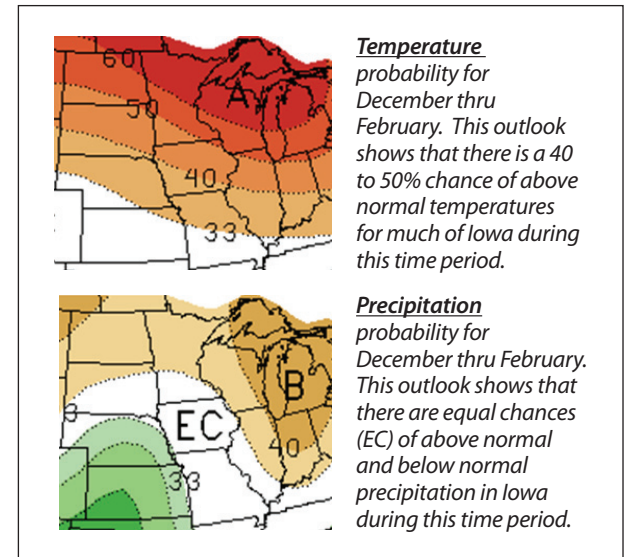 60
A
50
40
33
Temperature
probability for
December thru
February. This outlook
shows that there is a 40
to 50% chance of above
normal temperatures
for much of Iowa during
this time period.
B
3
EC
40
33
Precipitation
probability for
December thru February.
This outlook shows that
there are equal chances
(EC) of above normal
and below normal
precipitation in Iowa
during this time period.